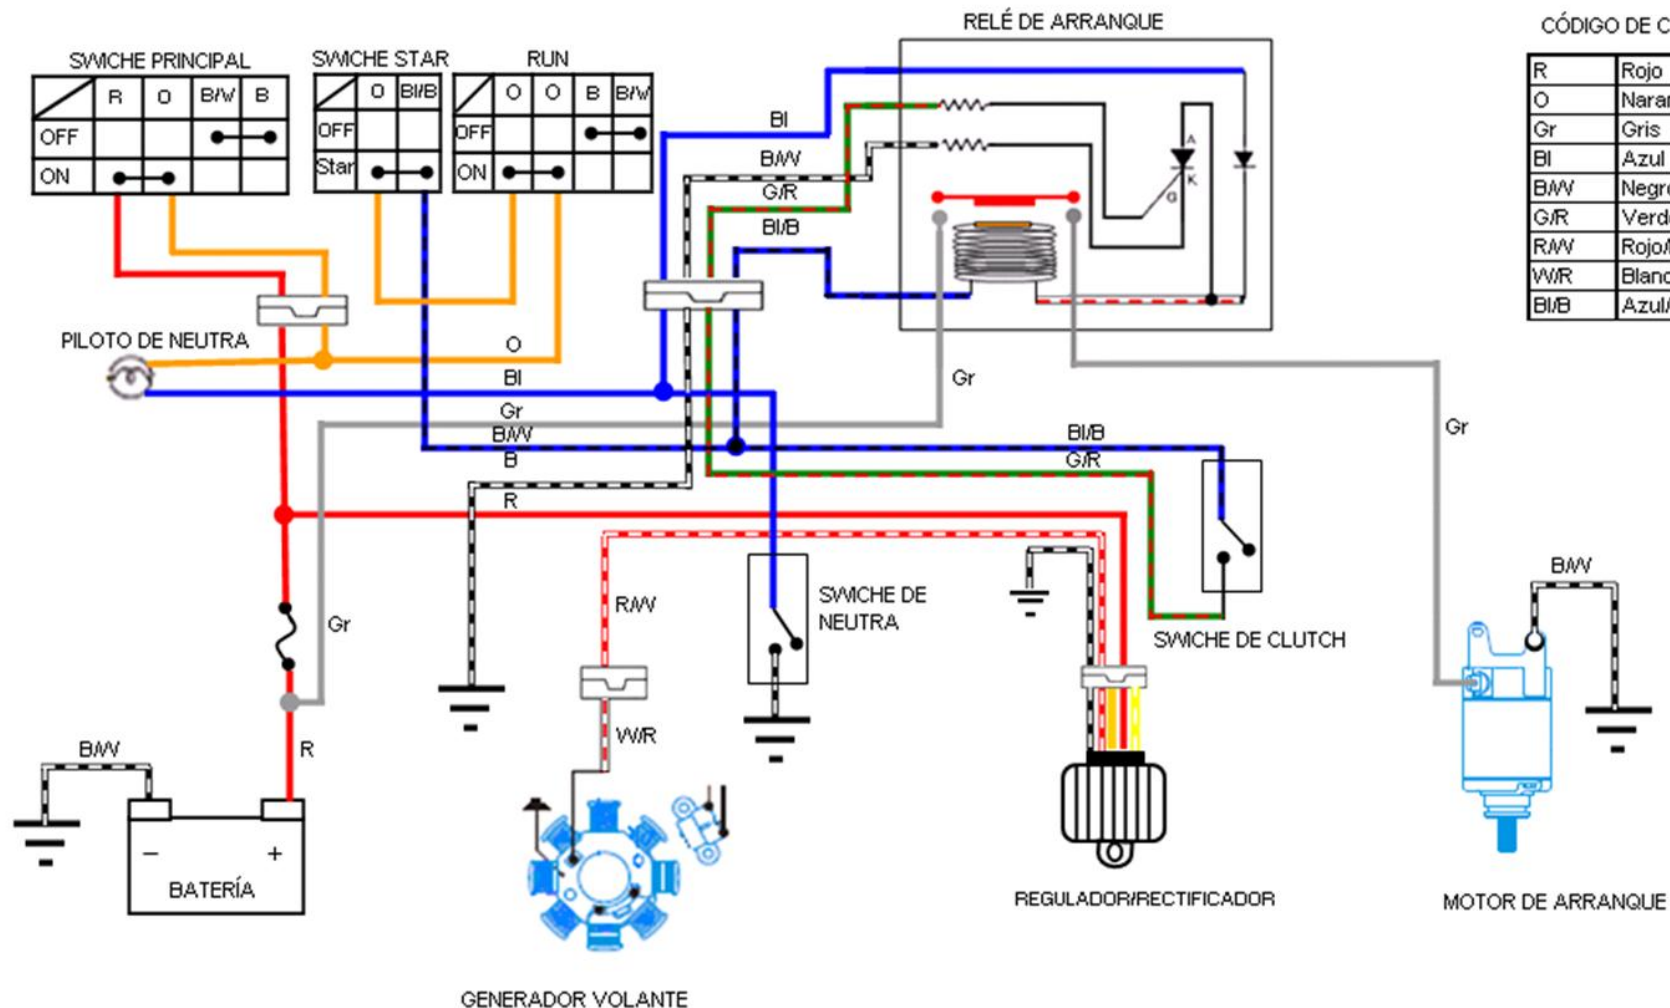 RELÉ DE ARRANQUE
CÓDIGO DE C
SWICHE PRINCIPAL
SWICHE STAR
RUN
R O B/W B
OFF
ON
O Bl/B
OFF
Star
O O B B/W
OFF
ON
R Rojo
O Naran
Gr Gris
Bl Azul
B/W Negro
G/R Verd
R/W Rojo/
W/R Blanc
Bl/B Azul/
Bl
B/W
G/R
Bl/B
A
K
G
PILOTO DE NEUTRA
O
Bl
Gr
B/W
B
R
Gr
Bl/B
G/R
Gr
Gr
R/W
SWICHE DE
NEUTRA
SWICHE DE CLUTCH
B/W
W/R
B/W
R
− +
BATERÍA
REGULADOR/RECTIFICADOR
MOTOR DE ARRANQUE
GENERADOR VOLANTE